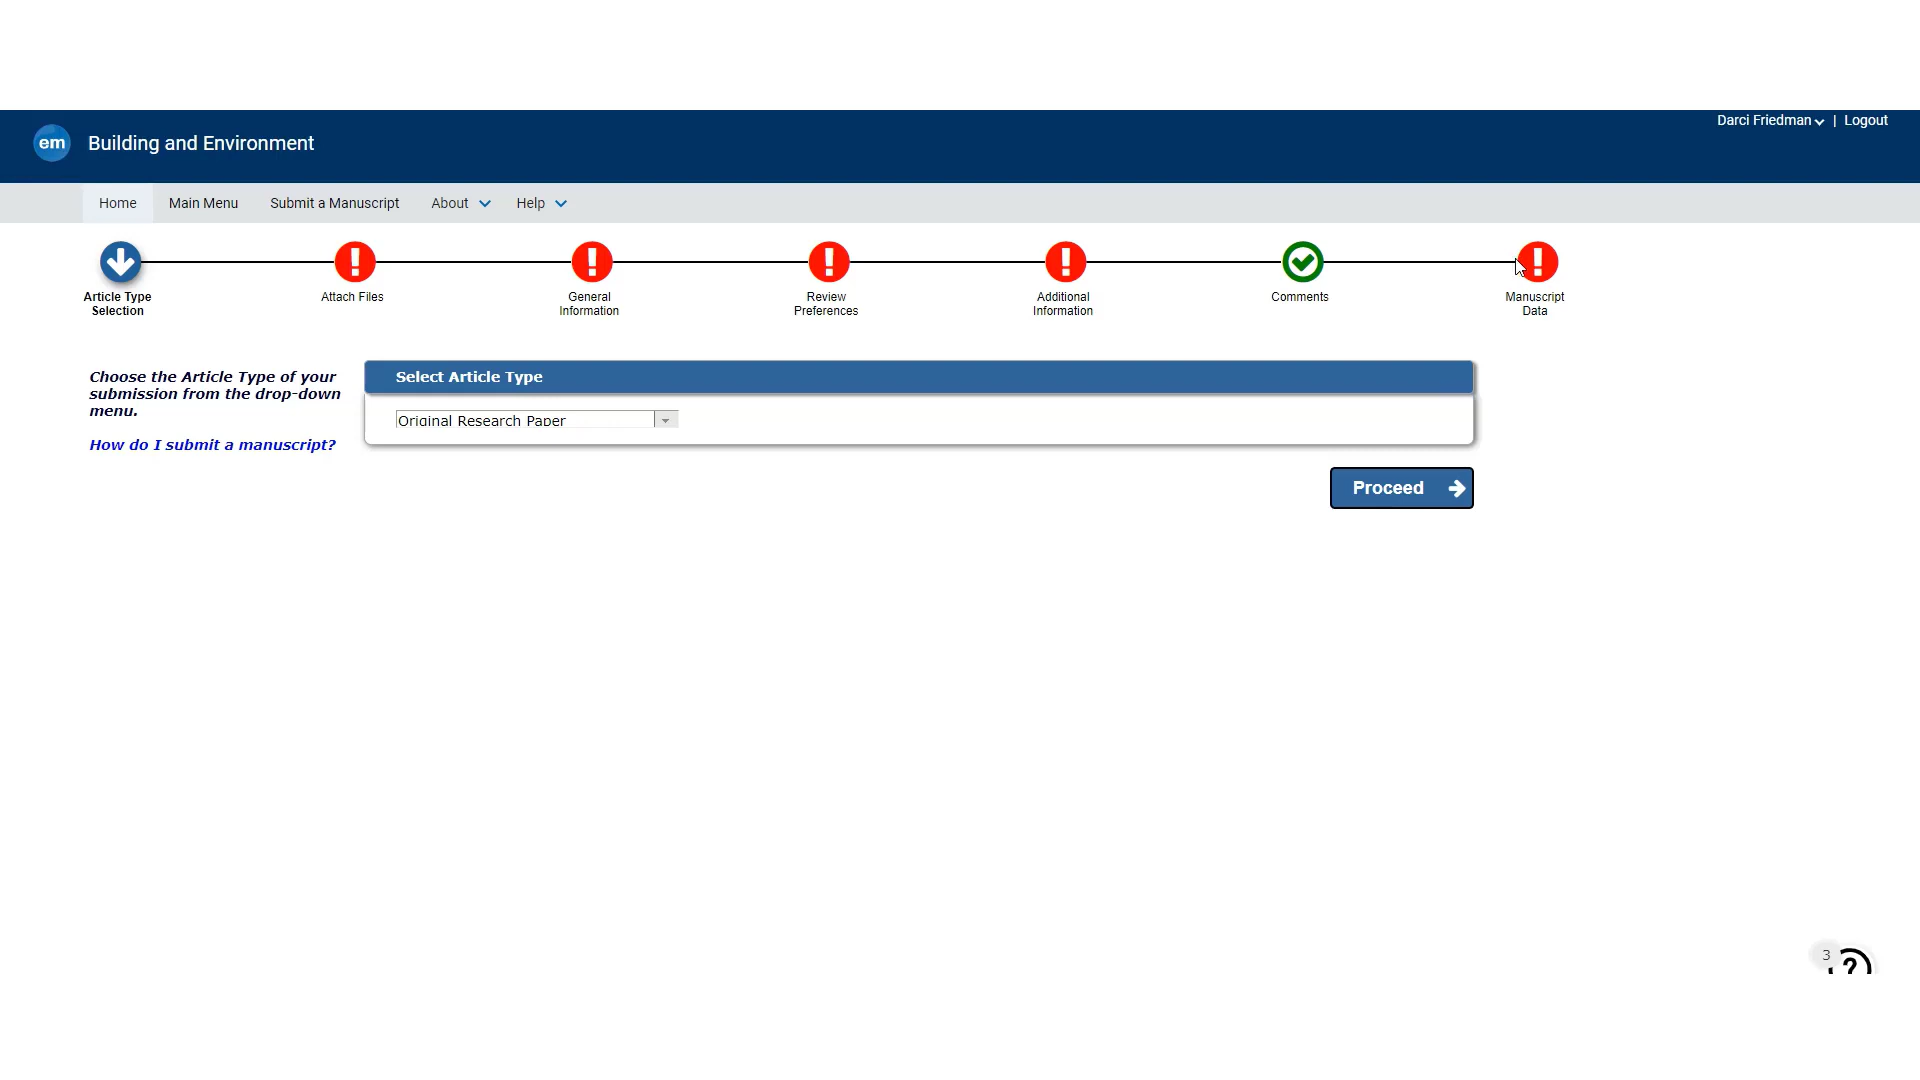 Darci Friedman | Logout
em Building and Environment
Home Main Menu Submit a Manuscript About Help
Article Type
Selection
Attach Files
General
Information
Review
Preferences
Additional
Information
Comments
Manuscript
Data
Choose the Article Type of your
submission from the drop-down
menu.
How do I submit a manuscript?
Select Article Type
Original Research Paper
Proceed
3
?